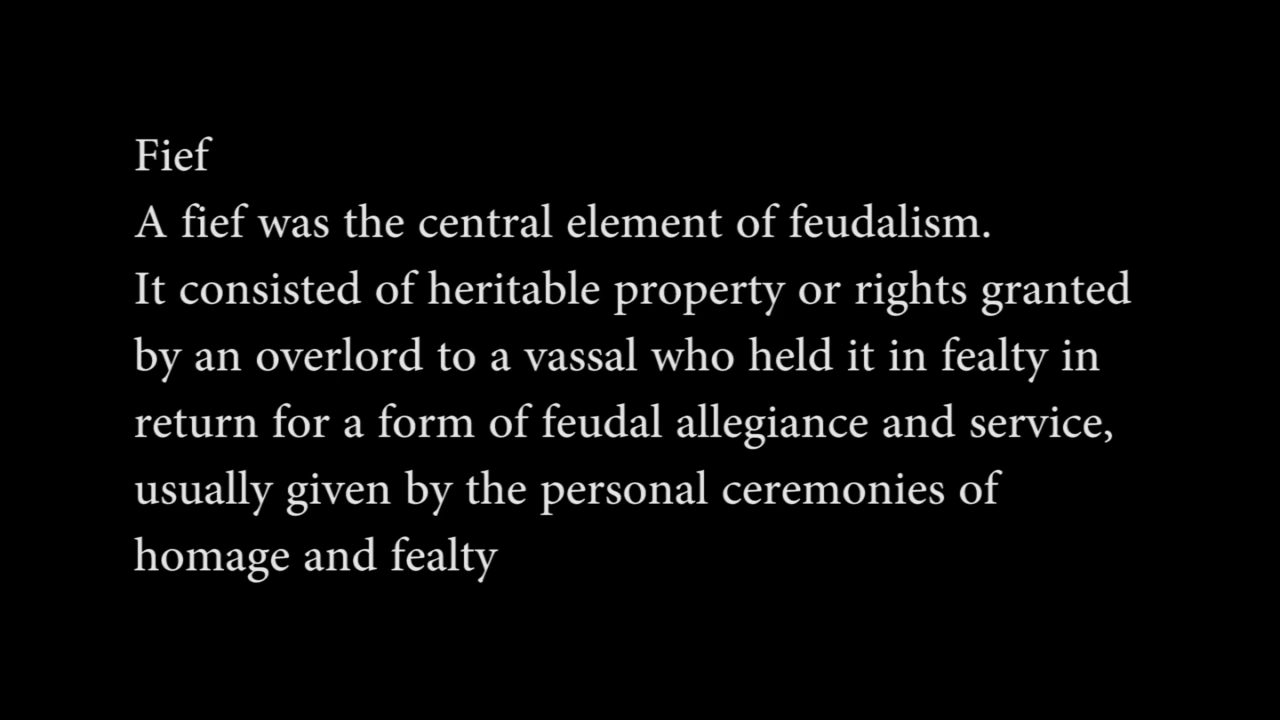 Fief
A fief was the central element of feudalism.
It consisted of heritable property or rights granted
by an overlord to a vassal who held it in fealty in
return for a form of feudal allegiance and service,
usually given by the personal ceremonies of
homage and fealty